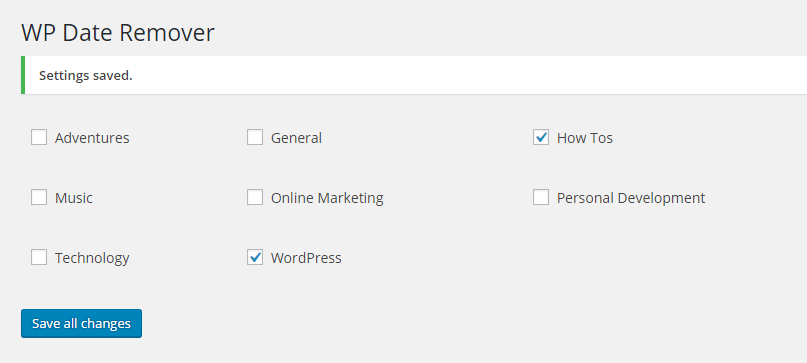 WP Date Remover
Settings saved.
Adventures General How Tos
Music Online Marketing Personal Development
Technology WordPress
Save all changes